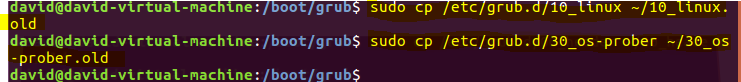 david@david-virtual-machine:/boot/grub$ sudo cp /etc/grub.d/10_linux ~/10_linux.
old
david@david-virtual-machine:/boot/grub$ sudo cp /etc/grub.d/30_os-prober ~/30_os
-prober.old
david@david-virtual-machine:/boot/grub$